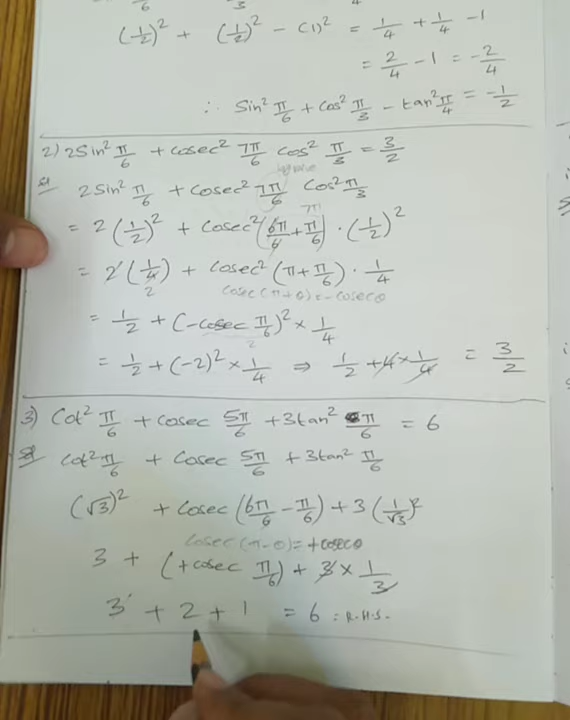 (1/2)² + (1/2)² - (1)² = 1/4 + 1/4 - 1
= 2/4 - 1 = -2/4
∴ Sin² π/6 + Cos² π/3 - tan² π/4 = -1/2
2) 2Sin² π/6 + Cosec² 7π/6 Cos² π/3 = 3/2
2Sin² π/6 + Cosec² 7π/6 Cos² π/3
= 2(1/2)² + Cosec² (6π/6 + π/6) · (1/2)²
= 2(1/4) + Cosec² (π + π/6) · 1/4
Cosec (π+θ) = -Cosecθ
= 1/2 + (-cosec π/6)² × 1/4
= 1/2 + (-2)² × 1/4 ⇒ 1/2 + 4 × 1/4 = 3/2
3) Cot² π/6 + Cosec 5π/6 + 3tan² π/6 = 6
Cot² π/6 + Cosec 5π/6 + 3tan² π/6
(√3)² + Cosec (6π/6 - π/6) + 3(1/√3)²
Cosec (π-θ) = +Cosecθ
3 + (+cosec π/6) + 3 × 1/3
3 + 2 + 1 = 6 = R.H.S.